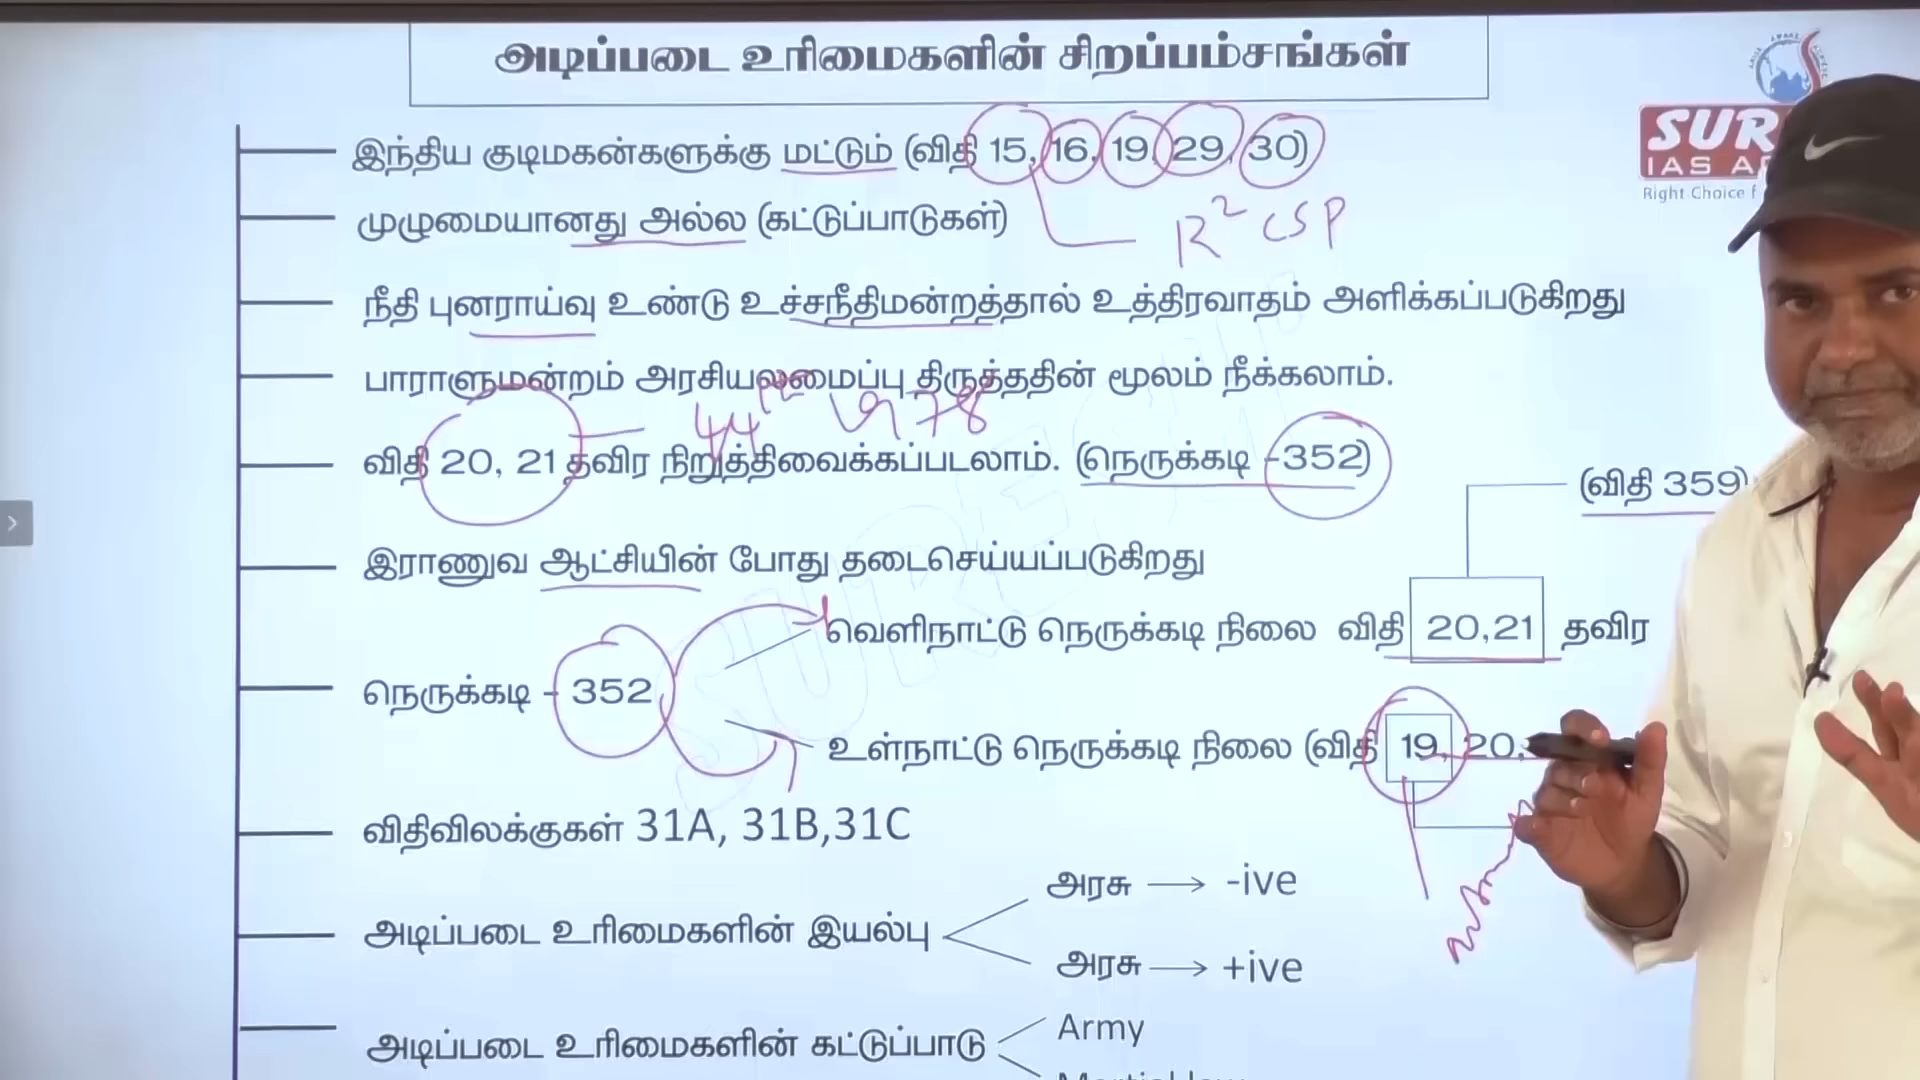 அடிப்படை உரிமைகளின் சிறப்பம்சங்கள்
SUR
IAS A
Right Choice f
இந்திய குடிமகன்களுக்கு மட்டும் (விதி 15, 16, 19, 29, 30)
முழுமையானது அல்ல (கட்டுப்பாடுகள்)
R² CSP
நீதி புனராய்வு உண்டு உச்சநீதிமன்றத்தால் உத்திரவாதம் அளிக்கப்படுகிறது
பாராளுமன்றம் அரசியலமைப்பு திருத்ததின் மூலம் நீக்கலாம்.
44 1978
விதி 20, 21 தவிர நிறுத்திவைக்கப்படலாம். (நெருக்கடி -352)
(விதி 359)
இராணுவ ஆட்சியின் போது தடைசெய்யப்படுகிறது
வெளிநாட்டு நெருக்கடி நிலை விதி 20,21 தவிர
நெருக்கடி - 352
உள்நாட்டு நெருக்கடி நிலை (விதி 19, 20,
விதிவிலக்குகள் 31A, 31B,31C
அரசு → -ive
அடிப்படை உரிமைகளின் இயல்பு
அரசு → +ive
Army
அடிப்படை உரிமைகளின் கட்டுப்பாடு